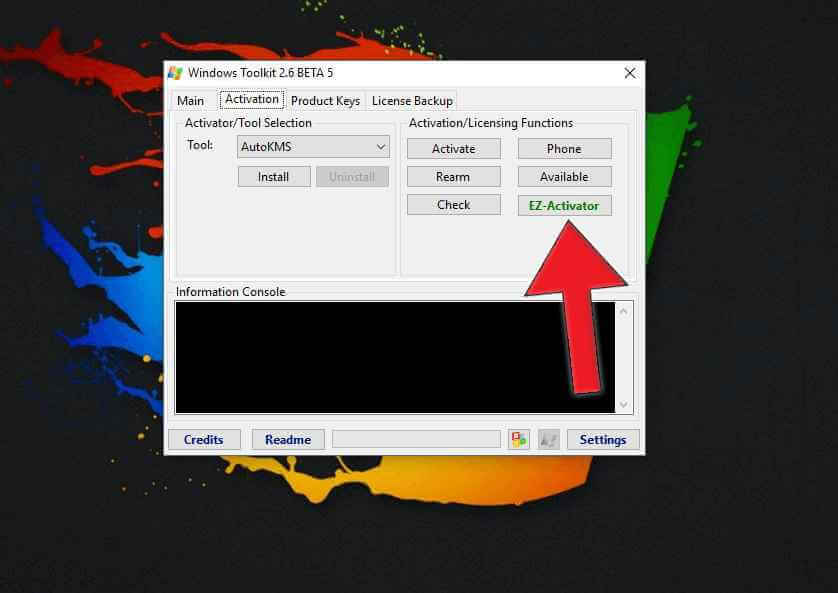 Windows Toolkit 2.6 BETA 5
Main Activation Product Keys License Backup
Activator/Tool Selection
Tool: AutoKMS
Install Uninstall
Activation/Licensing Functions
Activate Phone
Rearm Available
Check EZ-Activator
Information Console
Credits Readme Settings